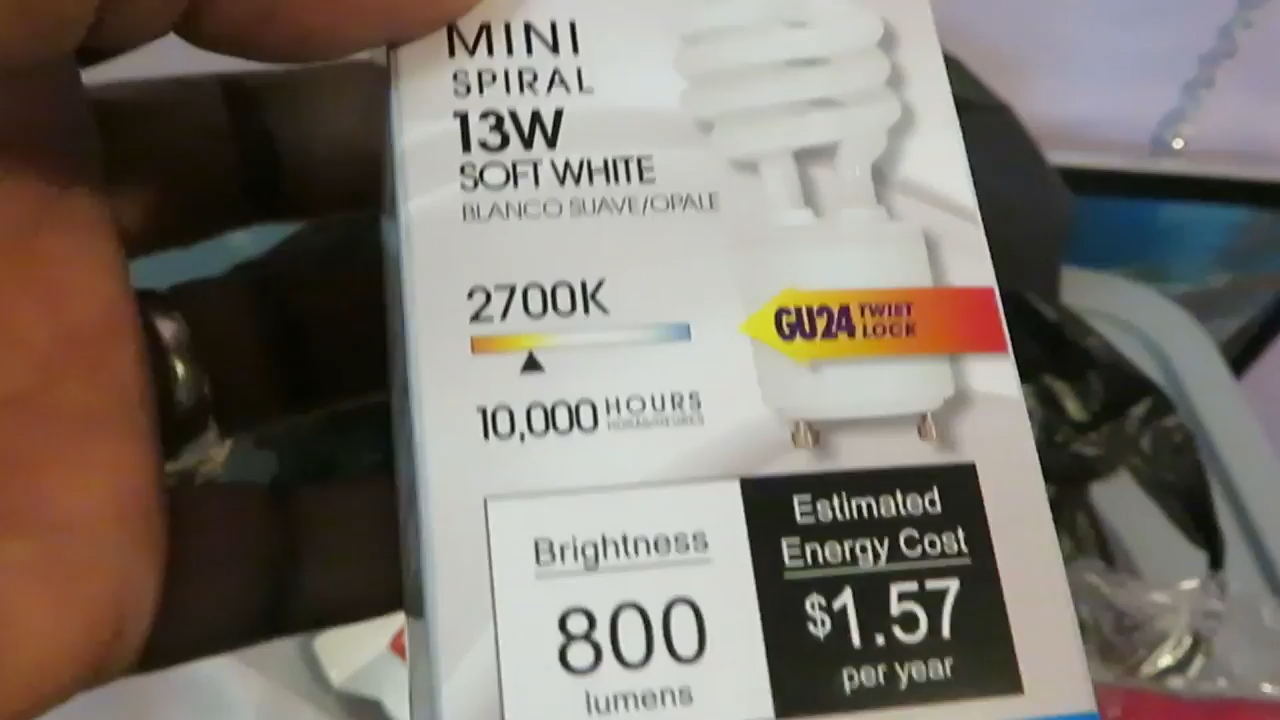 MINI
SPIRAL
13W
SOFT WHITE
BLANCO SUAVE/OPALE
2700K
GU24 TWIST LOCK
10,000 HOURS
Brightness
800
lumens
Estimated
Energy Cost
$1.57
per year